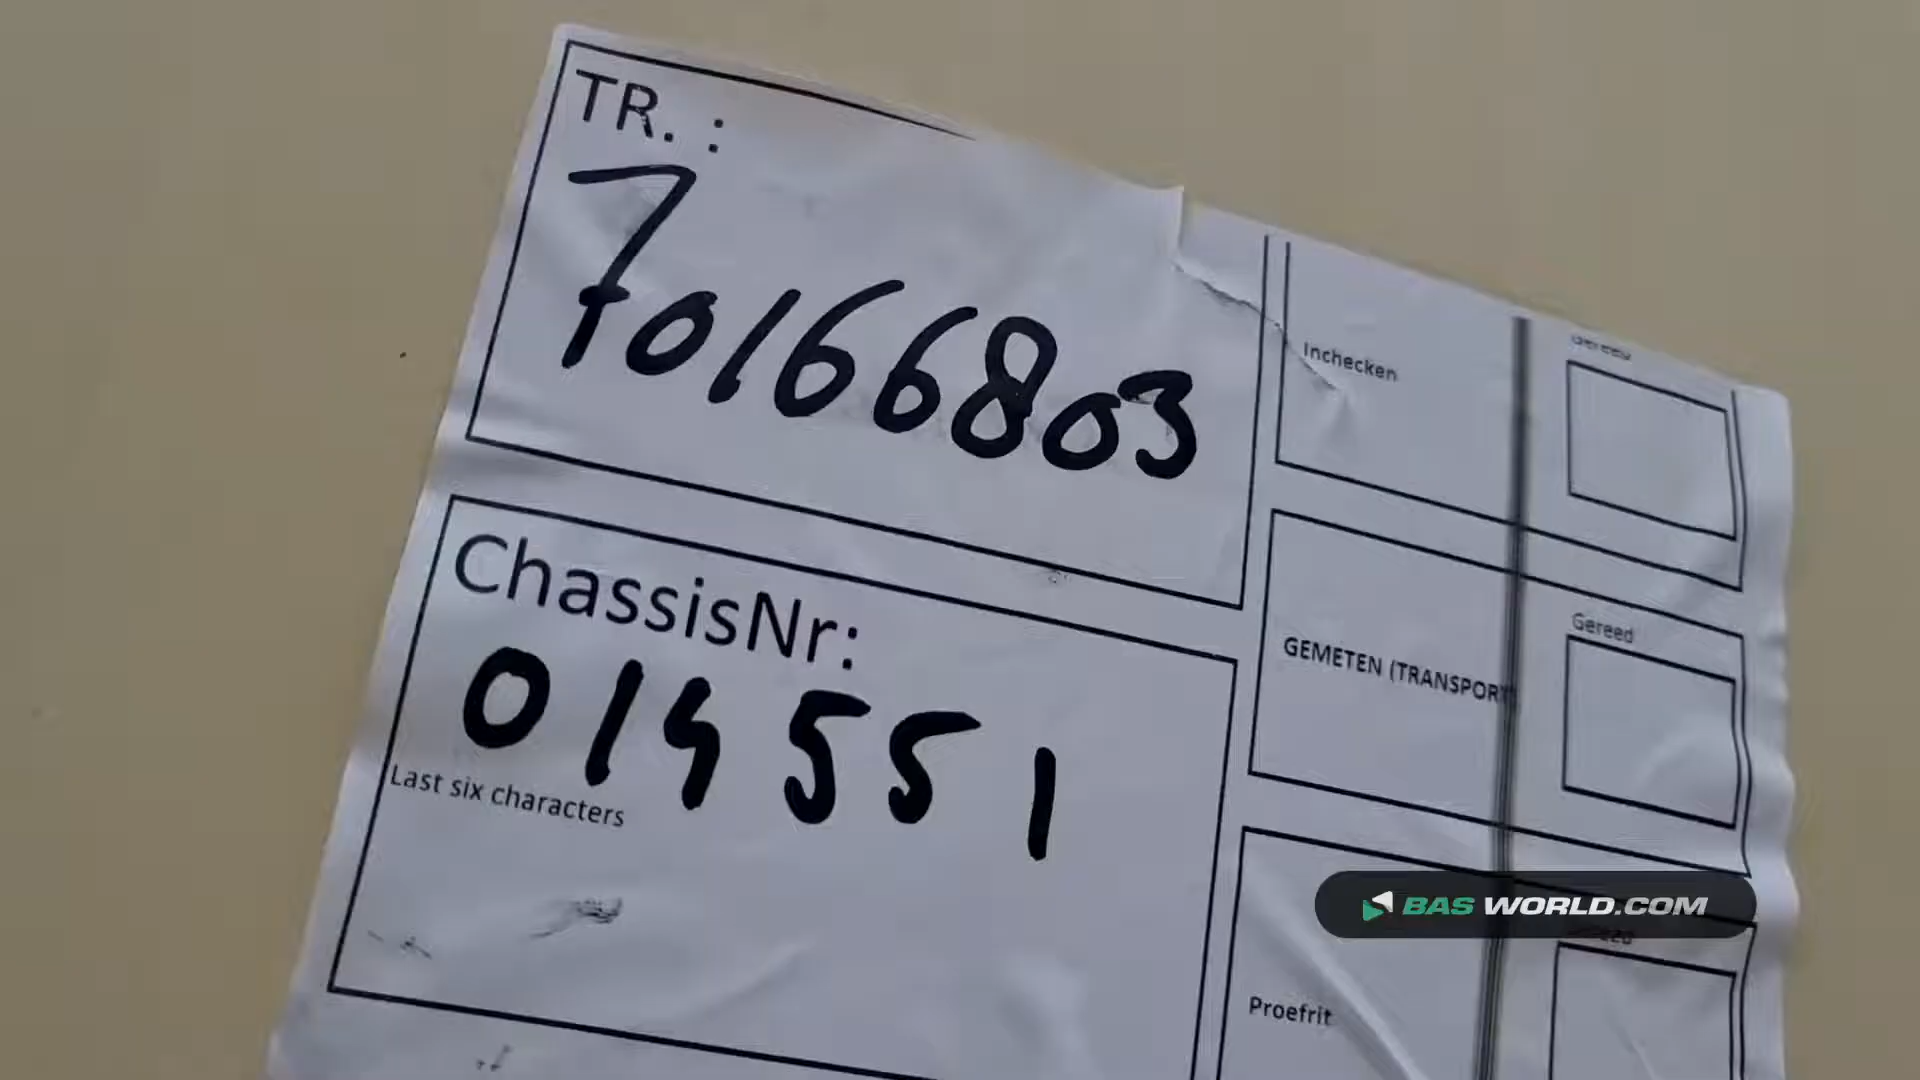 TR. :
70166803
ChassisNr:
014551
Last six characters
Inchecken
Gereed
GEMETEN (TRANSPORT
Gereed
Proefrit
BAS WORLD.COM